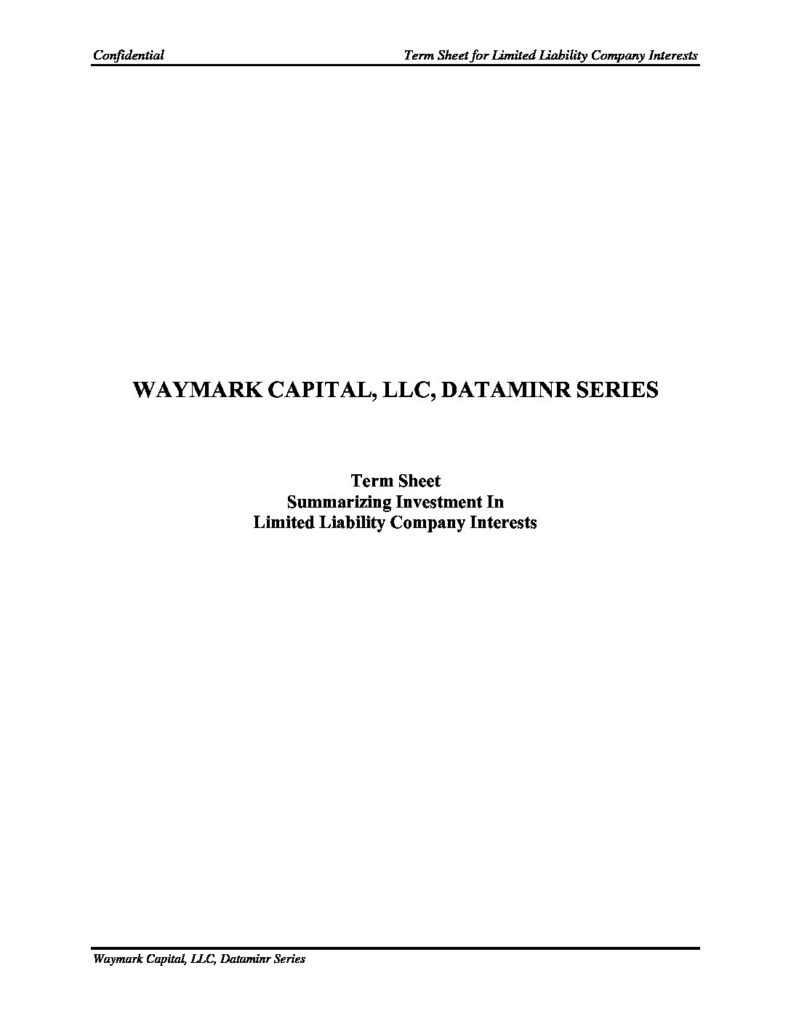 Confidential Term Sheet for Limited Liability Company Interests
WAYMARK CAPITAL, LLC, DATAMINR SERIES
Term Sheet
Summarizing Investment In
Limited Liability Company Interests
Waymark Capital, LLC, Dataminr Series